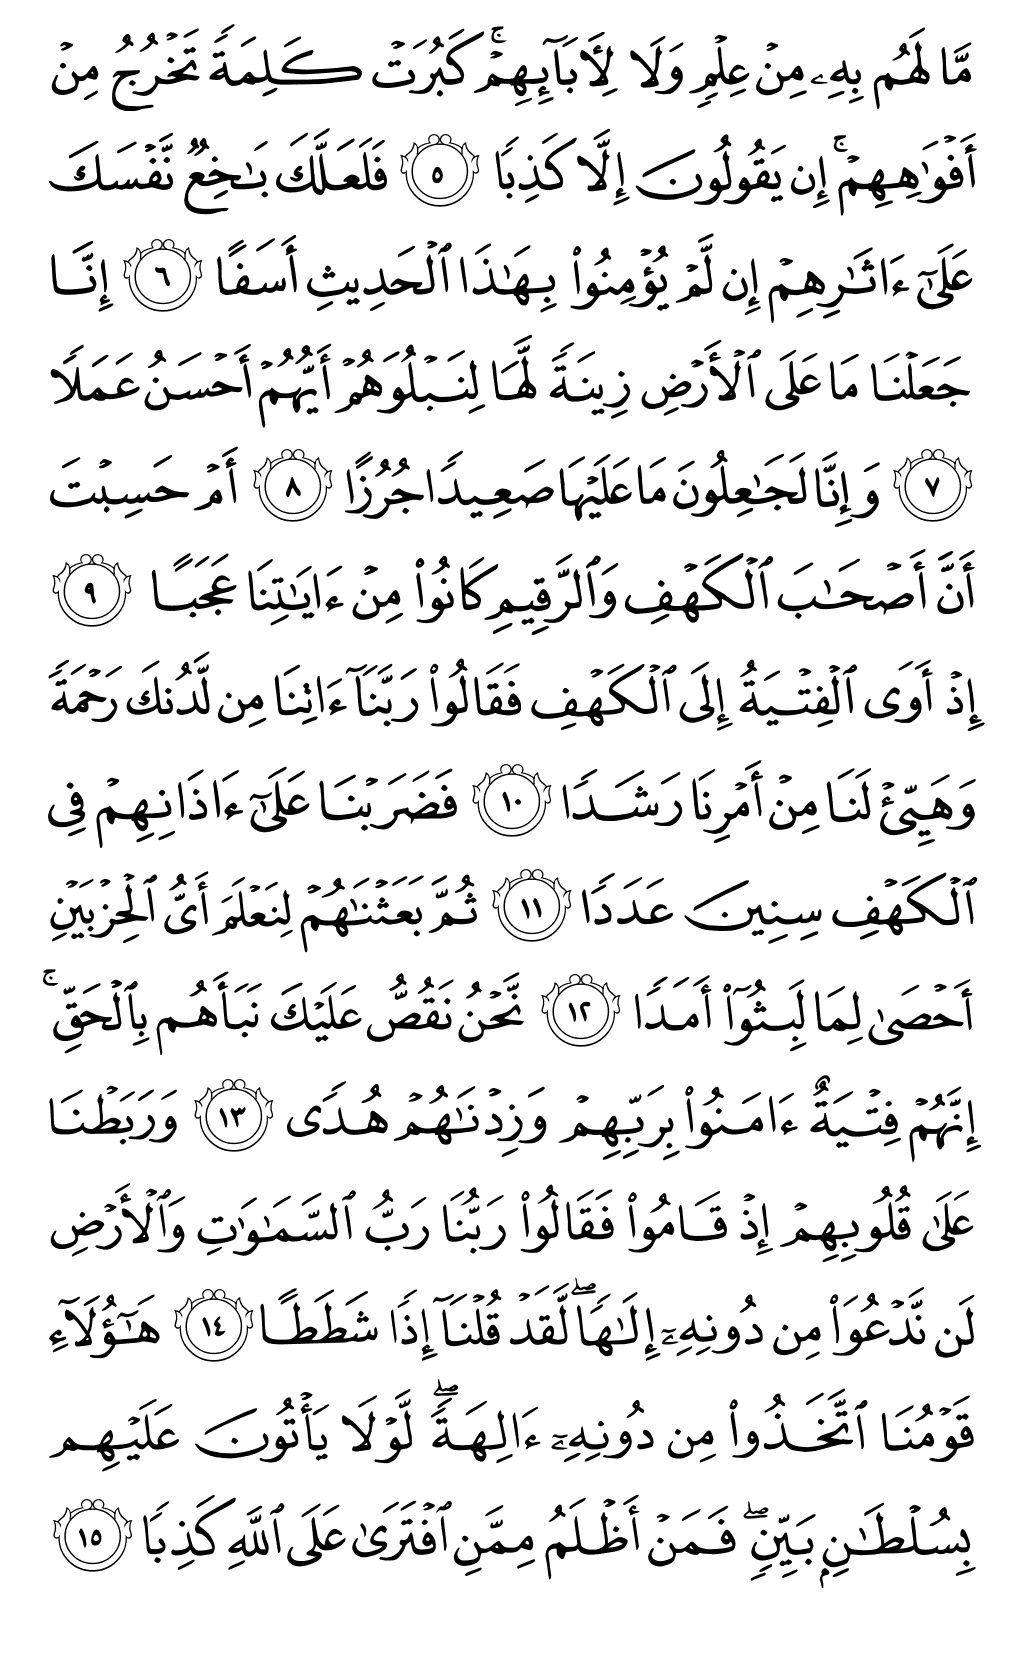 مَّا لَهُم بِهِۦ مِنۡ عِلۡمٖ وَلَا لِأٓبَآئِهِمۡۚ كَبُرَتۡ كَلِمَةٗ تَخۡرُجُ مِنۡ
أَفۡوَٰهِهِمۡۚ إِن يَقُولُونَ إِلَّا كَذِبٗا ٥ فَلَعَلَّكَ بَٰخِعٞ نَّفۡسَكَ
عَلَىٰٓ ءَاثَٰرِهِمۡ إِن لَّمۡ يُؤۡمِنُواْ بِهَٰذَا ٱلۡحَدِيثِ أَسَفًا ٦ إِنَّا
جَعَلۡنَا مَا عَلَى ٱلۡأَرۡضِ زِينَةٗ لَّهَا لِنَبۡلُوَهُمۡ أَيُّهُمۡ أَحۡسَنُ عَمَلٗا
٧ وَإِنَّا لَجَٰعِلُونَ مَا عَلَيۡهَا صَعِيدٗا جُرُزًا ٨ أَمۡ حَسِبۡتَ
أَنَّ أَصۡحَٰبَ ٱلۡكَهۡفِ وَٱلرَّقِيمِ كَانُواْ مِنۡ ءَايَٰتِنَا عَجَبًا ٩
إِذۡ أَوَى ٱلۡفِتۡيَةُ إِلَى ٱلۡكَهۡفِ فَقَالُواْ رَبَّنَآ ءَاتِنَا مِن لَّدُنكَ رَحۡمَةٗ
وَهَيِّئۡ لَنَا مِنۡ أَمۡرِنَا رَشَدٗا ١٠ فَضَرَبۡنَا عَلَىٰٓ ءَاذَانِهِمۡ فِي
ٱلۡكَهۡفِ سِنِينَ عَدَدٗا ١١ ثُمَّ بَعَثۡنَٰهُمۡ لِنَعۡلَمَ أَيُّ ٱلۡحِزۡبَيۡنِ
أَحۡصَىٰ لِمَا لَبِثُوٓاْ أَمَدٗا ١٢ نَّحۡنُ نَقُصُّ عَلَيۡكَ نَبَأَهُم بِٱلۡحَقِّۚ
إِنَّهُمۡ فِتۡيَةٌ ءَامَنُواْ بِرَبِّهِمۡ وَزِدۡنَٰهُمۡ هُدٗى ١٣ وَرَبَطۡنَا
عَلَىٰ قُلُوبِهِمۡ إِذۡ قَامُواْ فَقَالُواْ رَبُّنَا رَبُّ ٱلسَّمَٰوَٰتِ وَٱلۡأَرۡضِ
لَن نَّدۡعُوَاْ مِن دُونِهِۦٓ إِلَٰهٗاۖ لَّقَدۡ قُلۡنَآ إِذٗا شَطَطًا ١٤ هَٰٓؤُلَآءِ
قَوۡمُنَا ٱتَّخَذُواْ مِن دُونِهِۦٓ ءَالِهَةٗۖ لَّوۡلَا يَأۡتُونَ عَلَيۡهِم
بِسُلۡطَٰنِۭ بَيِّنٖۖ فَمَنۡ أَظۡلَمُ مِمَّنِ ٱفۡتَرَىٰ عَلَى ٱللَّهِ كَذِبٗا ١٥